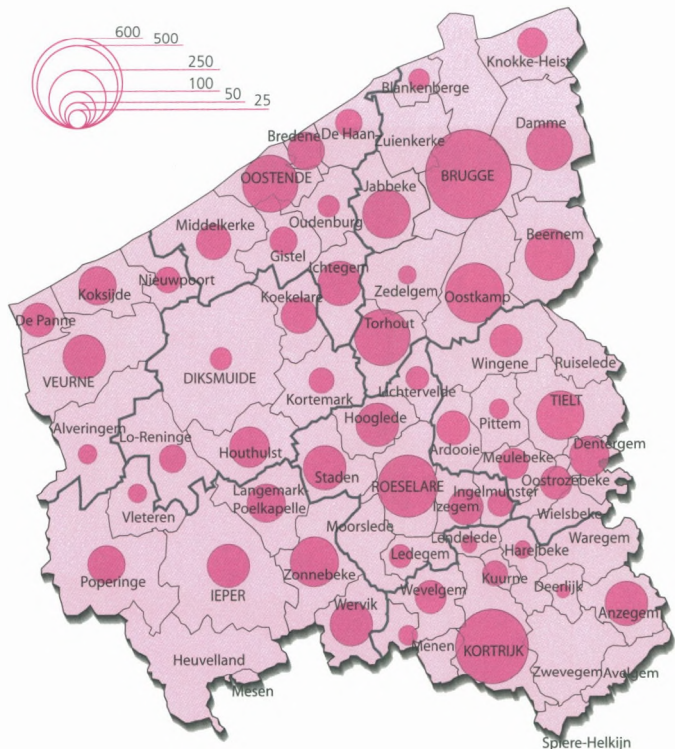 600 500
250
100
50 25
Knokke-Heist
Blankenberge
Damme
Bredene De Haan
Zuienkerke
OOSTENDE
BRUGGE
Jabbeke
Oudenburg
Middelkerke
Gistel
Beernem
Ichtegem
Nieuwpoort
Zedelgem
Koksijde
Koekelare
Oostkamp
De Panne
Torhout
Wingene
Ruiselede
VEURNE
DIKSMUIDE
Kortemark
Lichtervelde
TIELT
Hooglede
Pittem
Alveringem
Lo-Reninge
Ardooie
Dentergem
Houthulst
Meulebeke
Staden
Oostrozebeke
ROESELARE
Langemark
Poelkapelle
Ingelmunster
Izegem
Vleteren
Wielsbeke
Moorslede
Lendelede
Waregem
Ledegem
Harelbeke
Zonnebeke
Kuurne
Poperinge
Deerlijk
IEPER
Wevelgem
Wervik
Anzegem
Menen
KORTRIJK
Heuvelland
Zwevegem
Avelgem
Mesen
Spiere-Helkijn